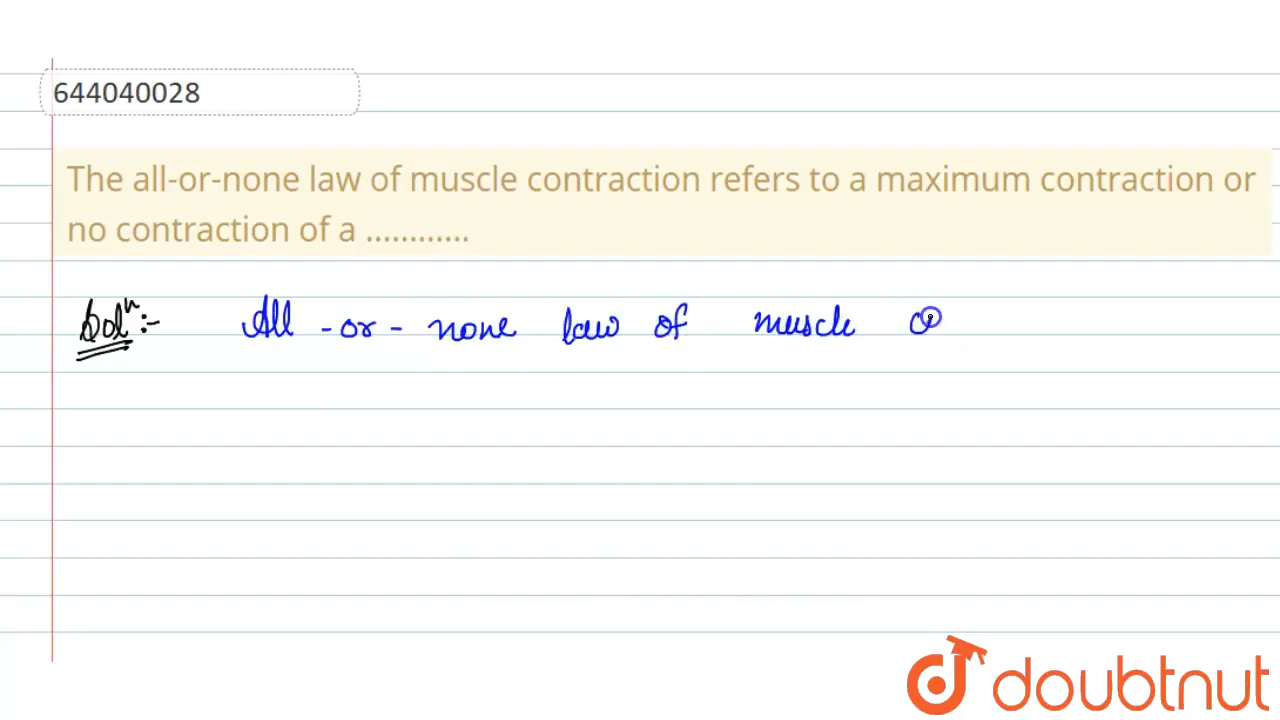 644040028
The all-or-none law of muscle contraction refers to a maximum contraction or
no contraction of a ............
Solⁿ:- All -or- none law of muscle
doubtnut